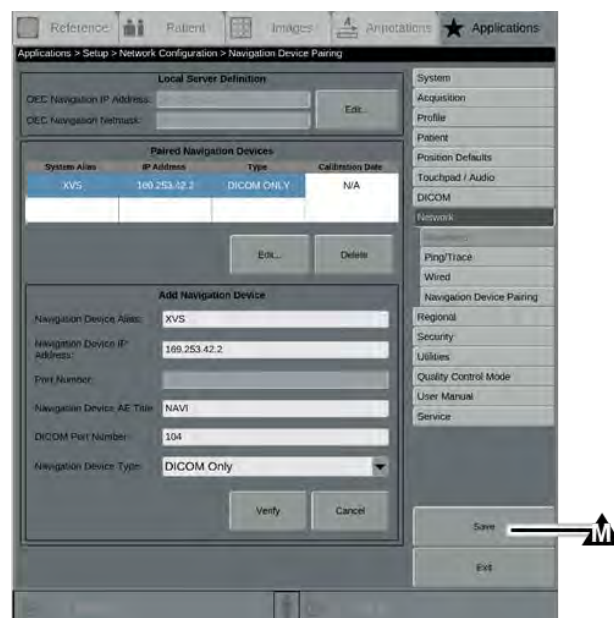 Reference Patient Images Annotations Applications
Applications > Setup > Network Configuration > Navigation Device Pairing
Local Server Definition
OEC Navigation IP Address:
OEC Navigation Netmask:
Edit...
Paired Navigation Devices
System Alias IP Address Type Calibration Date
XVS 169.253.42.2 DICOM ONLY N/A
Edit... Delete
Add Navigation Device
Navigation Device Alias: XVS
Navigation Device IP
Address: 169.253.42.2
Port Number:
Navigation Device AE Title NAVI
DICOM Port Number: 104
Navigation Device Type: DICOM Only
Verify Cancel
System
Acquisition
Profile
Patient
Position Defaults
Touchpad / Audio
DICOM
Network
Ping/Trace
Wired
Navigation Device Pairing
Regional
Security
Utilities
Quality Control Mode
User Manual
Service
Save
M
Exit